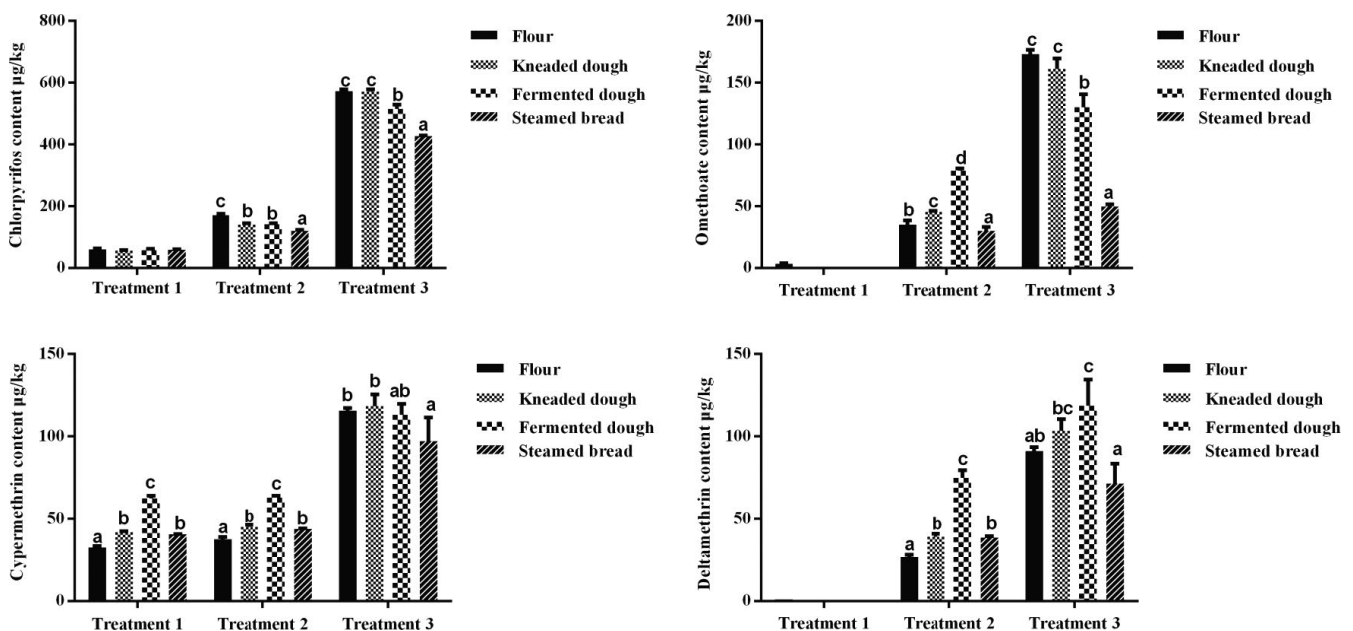 Chlorpyrifos content µg/kg
800
600
400
200
0
c
b
b
a
c
c
b
a
Treatment 1
Treatment 2
Treatment 3
Flour
Kneaded dough
Fermented dough
Steamed bread
Omethoate content µg/kg
200
150
100
50
0
b
c
d
a
c
c
b
a
Treatment 1
Treatment 2
Treatment 3
Flour
Kneaded dough
Fermented dough
Steamed bread
Cypermethrin content µg/kg
150
100
50
0
a
b
c
b
a
b
c
b
b
b
ab
a
Treatment 1
Treatment 2
Treatment 3
Flour
Kneaded dough
Fermented dough
Steamed bread
Deltamethrin content µg/kg
150
100
50
0
a
b
c
b
ab
bc
c
a
Treatment 1
Treatment 2
Treatment 3
Flour
Kneaded dough
Fermented dough
Steamed bread